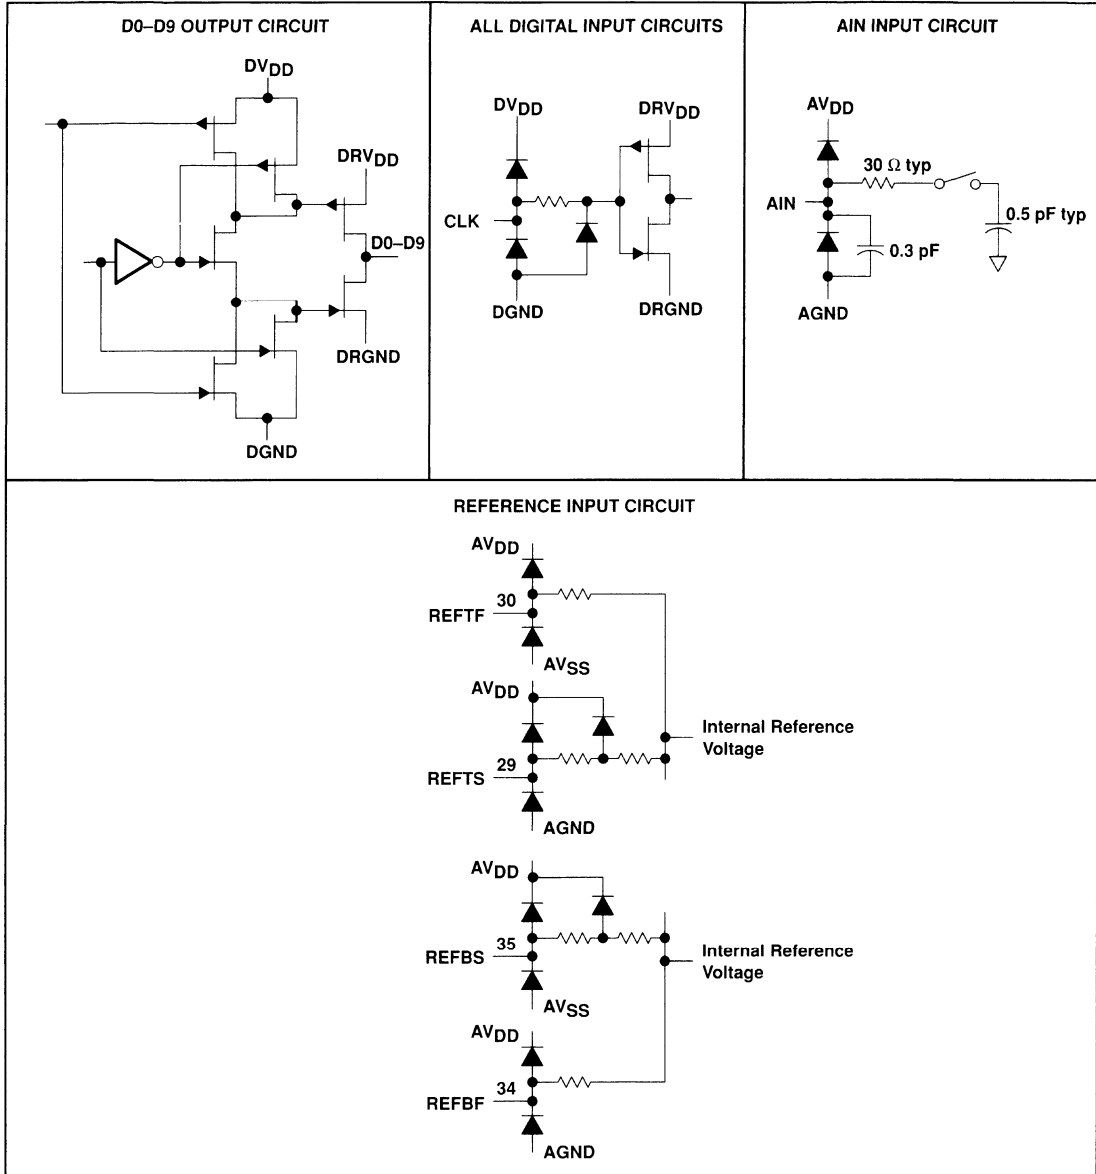 D0–D9 OUTPUT CIRCUIT
DVDD
DRVDD
D0–D9
DRGND
DGND
ALL DIGITAL INPUT CIRCUITS
DVDD
DRVDD
CLK
DGND
DRGND
AIN INPUT CIRCUIT
AVDD
30 Ω typ
AIN
0.5 pF typ
0.3 pF
AGND
REFERENCE INPUT CIRCUIT
AVDD
30
REFTF
AVSS
AVDD
Internal Reference
Voltage
29
REFTS
AGND
AVDD
35
REFBS
Internal Reference
Voltage
AVSS
AVDD
34
REFBF
AGND